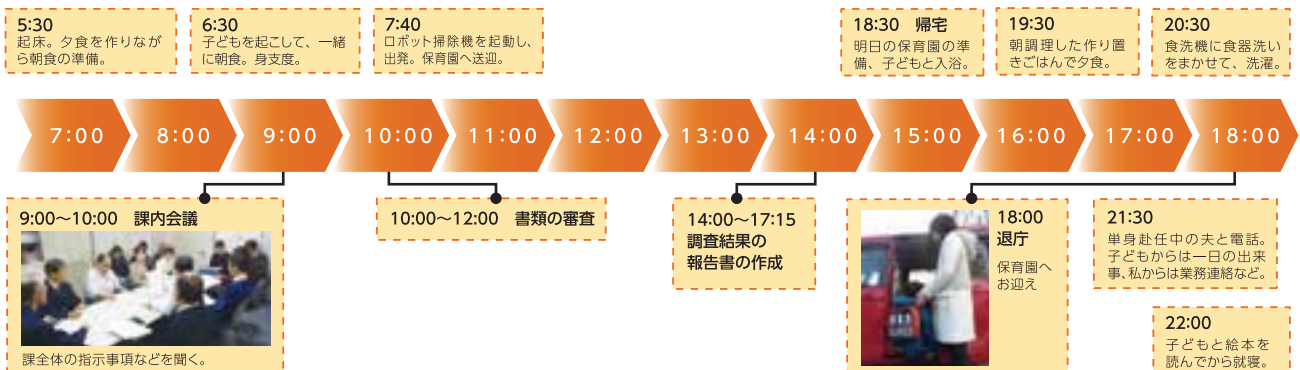 5:30
起床。夕食を作りなが
ら朝食の準備。
6:30
子どもを起こして、一緒
に朝食。身支度。
7:40
ロボット掃除機を起動し、
出発。保育園へ送迎。
18:30 帰宅
明日の保育園の準
備、子どもと入浴。
19:30
朝調理した作り置
きごはんで夕食。
20:30
食洗機に食器洗い
をまかせて、洗濯。
7:00
8:00
9:00
10:00
11:00
12:00
13:00
14:00
15:00
16:00
17:00
18:00
9:00～10:00 課内会議
課全体の指示事項などを聞く。
10:00～12:00 書類の審査
14:00～17:15
調査結果の
報告書の作成
18:00
退庁
保育園へ
お迎え
21:30
単身赴任中の夫と電話。
子どもからは一日の出来
事、私からは業務連絡など。
22:00
子どもと絵本を
読んでから就寝。